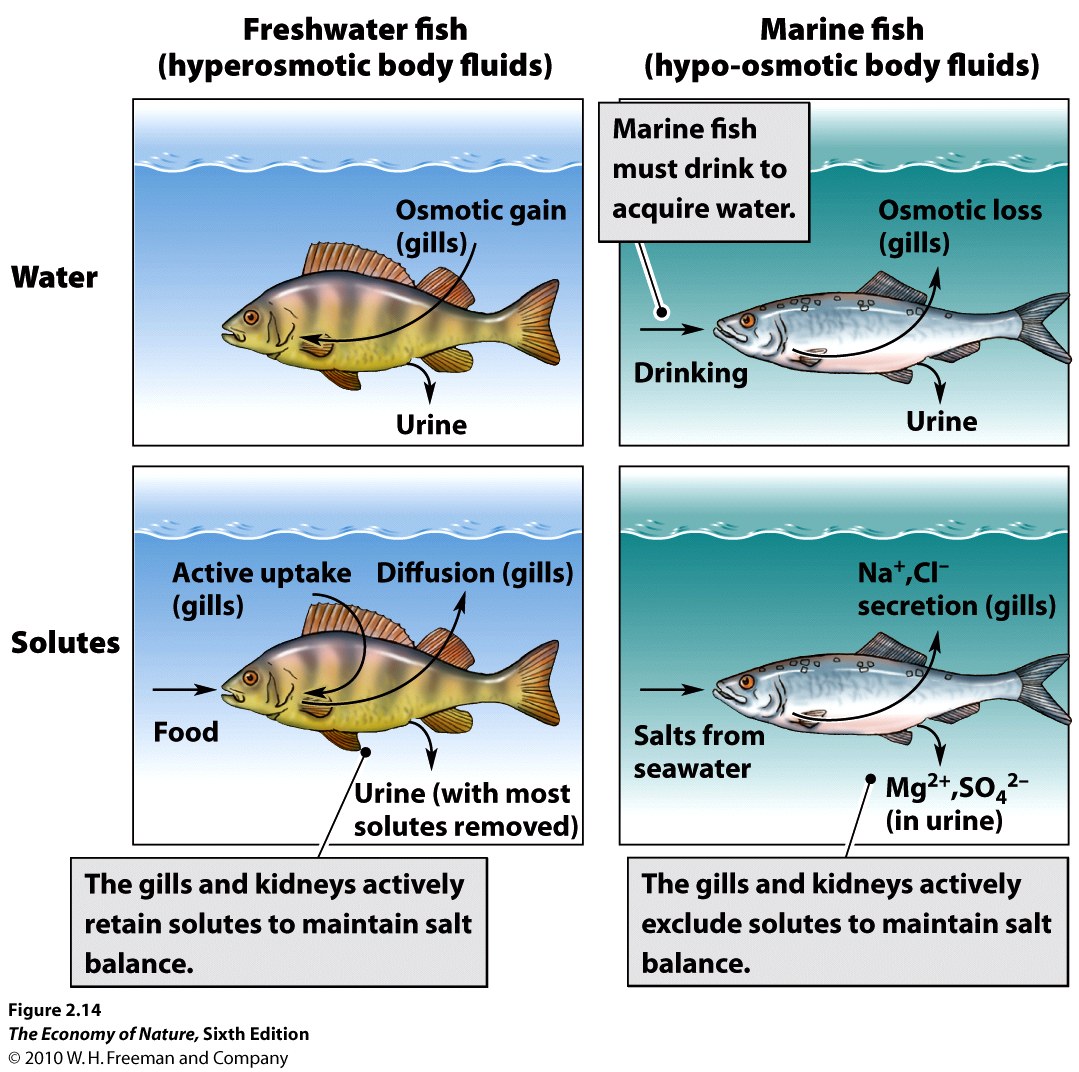 Freshwater fish
(hyperosmotic body fluids)
Marine fish
(hypo-osmotic body fluids)
Water
Osmotic gain
(gills)
Urine
Marine fish
must drink to
acquire water.
Osmotic loss
(gills)
Drinking
Urine
Solutes
Active uptake
(gills)
Diffusion (gills)
Food
Urine (with most
solutes removed)
The gills and kidneys actively
retain solutes to maintain salt
balance.
Na⁺,Cl⁻
secretion (gills)
Salts from
seawater
Mg²⁺,SO₄²⁻
(in urine)
The gills and kidneys actively
exclude solutes to maintain salt
balance.
Figure 2.14
The Economy of Nature, Sixth Edition
© 2010 W. H. Freeman and Company